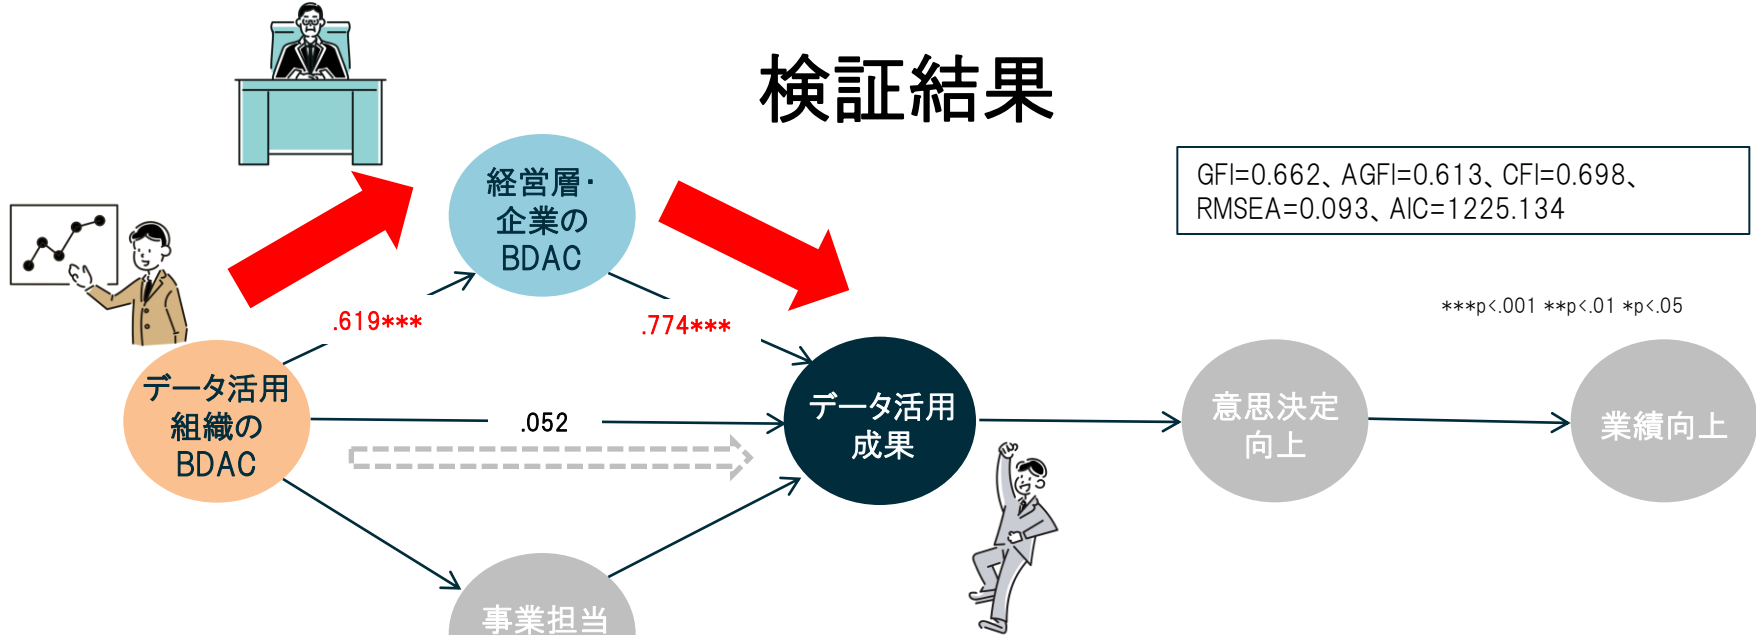 検証結果
経営層・
企業の
BDAC
GFI=0.662、AGFI=0.613、CFI=0.698、
RMSEA=0.093、AIC=1225.134
***p<.001 **p<.01 *p<.05
.619***
.774***
データ活用
組織の
BDAC
.052
データ活用
成果
意思決定
向上
業績向上
事業担当